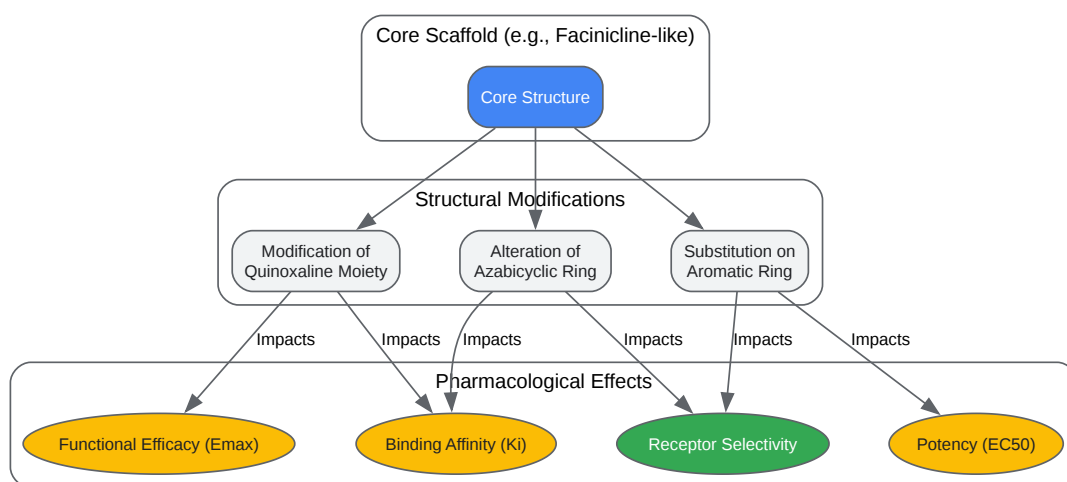 Core Scaffold (e.g., Facinicline-like)
Core Structure
Structural Modifications
Modification of
Quinoxaline Moiety
Alteration of
Azabicyclic Ring
Substitution on
Aromatic Ring
Impacts
Impacts
Impacts
Impacts
Impacts
Impacts
Pharmacological Effects
Functional Efficacy (Emax)
Binding Affinity (Ki)
Receptor Selectivity
Potency (EC50)